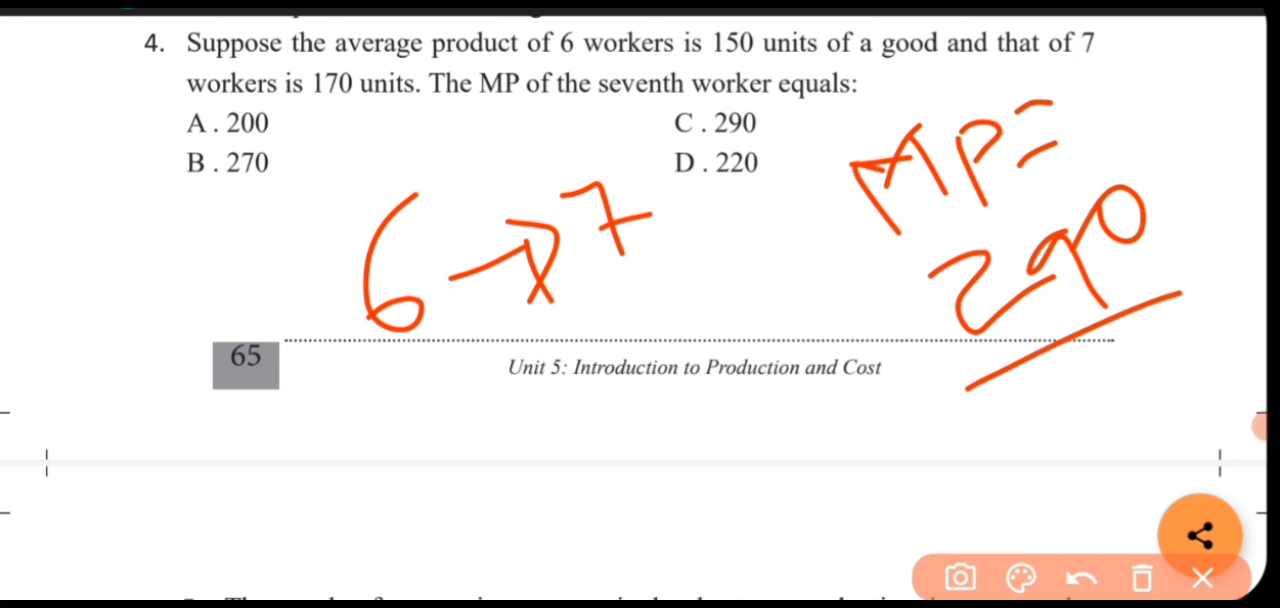 4. Suppose the average product of 6 workers is 150 units of a good and that of 7
workers is 170 units. The MP of the seventh worker equals:
A . 200
C . 290
B . 270
D . 220
MP =
290
6 → 7
65
Unit 5: Introduction to Production and Cost